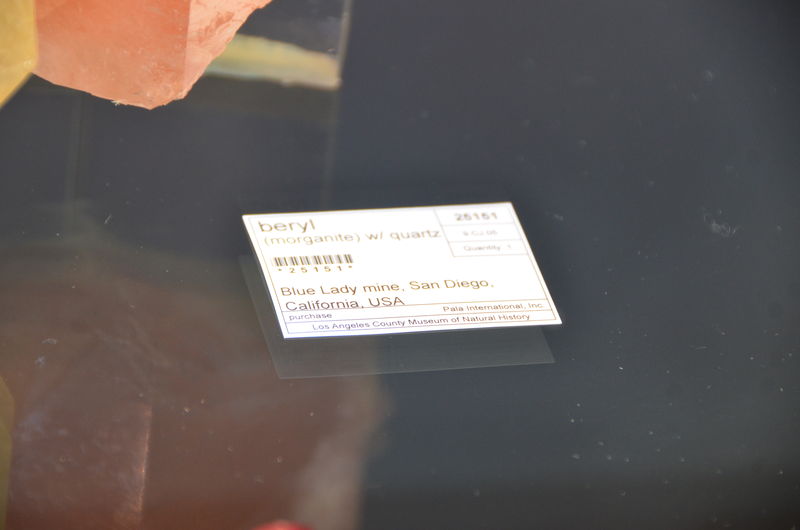 beryl
(morganite) w/ quartz
25151
Quantity 1
*25151*
Blue Lady mine, San Diego,
California, USA
purchase
Pala International, Inc.
Los Angeles County Museum of Natural History